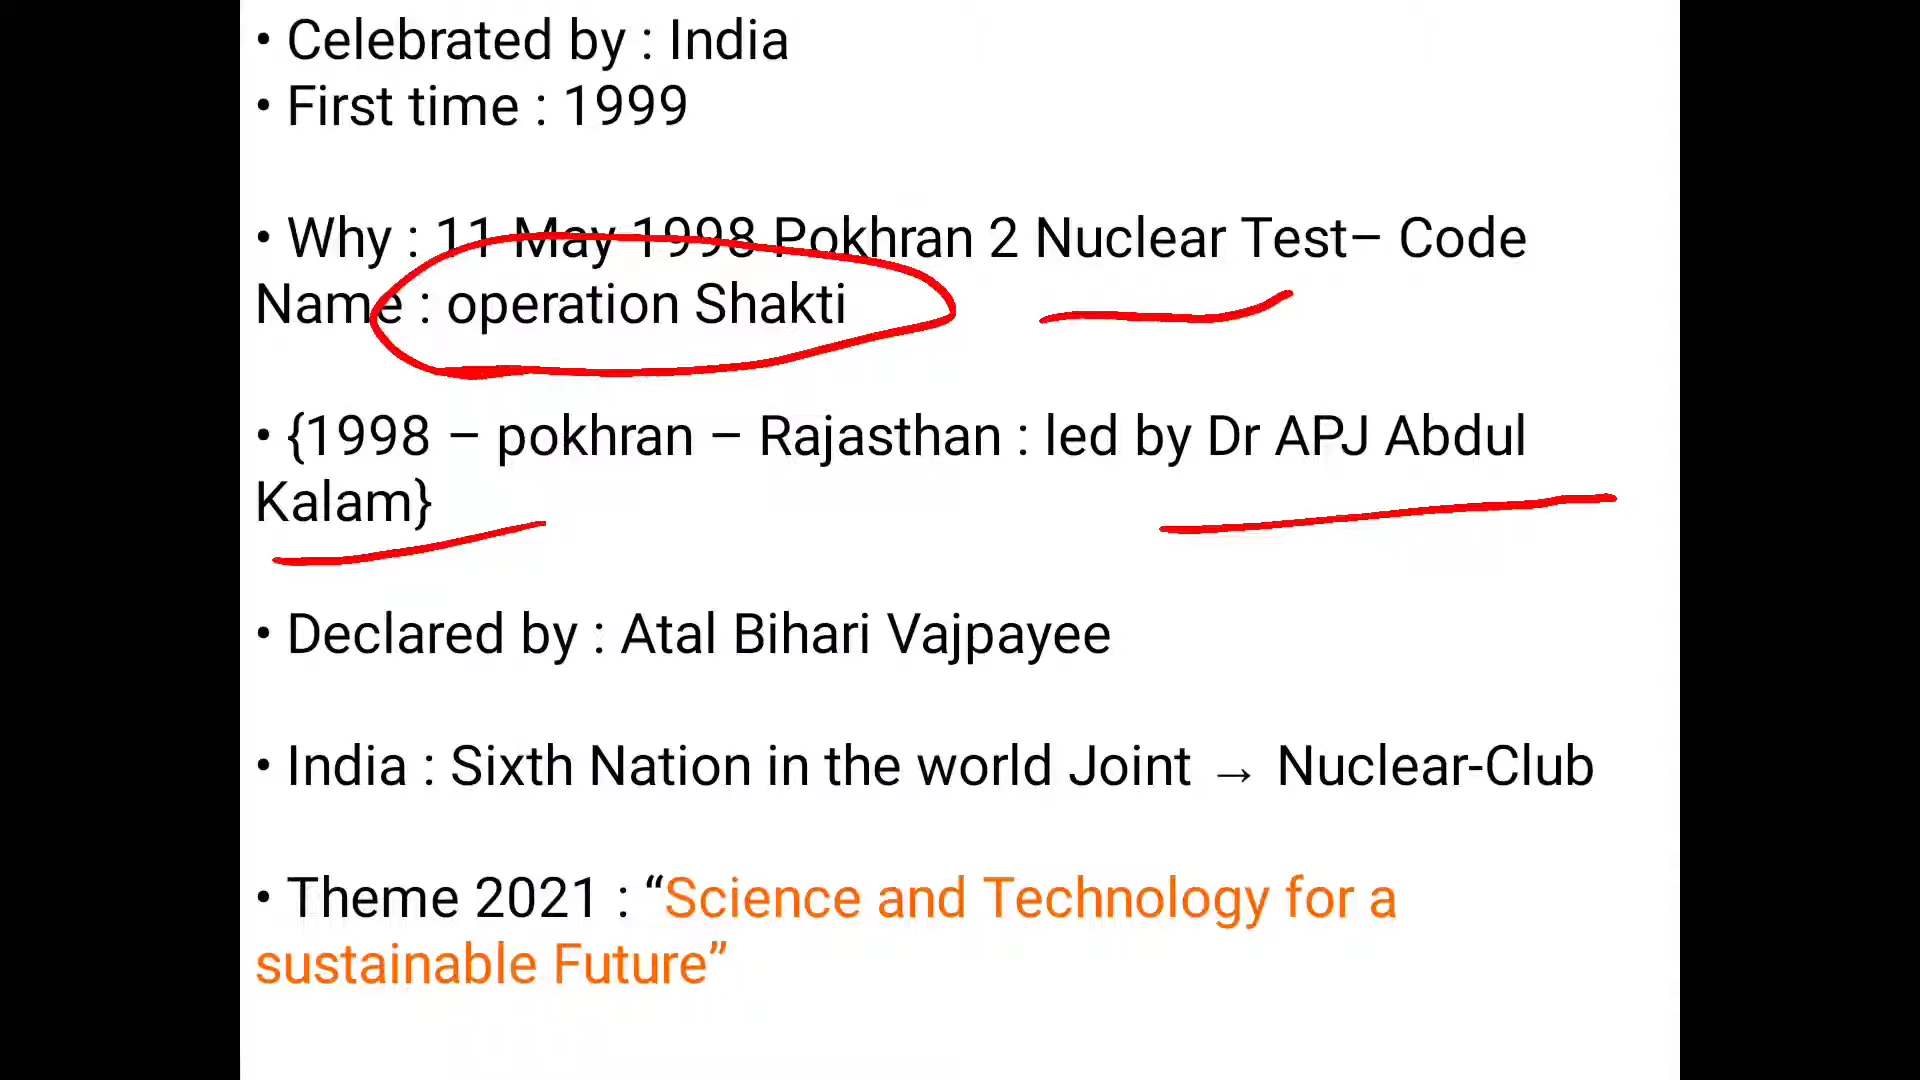 • Celebrated by : India
• First time : 1999
• Why : 11 May 1998 Pokhran 2 Nuclear Test– Code
Name : operation Shakti
• {1998 – pokhran – Rajasthan : led by Dr APJ Abdul
Kalam}
• Declared by : Atal Bihari Vajpayee
• India : Sixth Nation in the world Joint → Nuclear-Club
• Theme 2021 : “Science and Technology for a
sustainable Future”